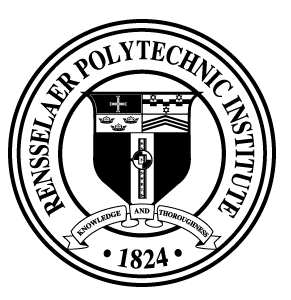 RENSSELAER POLYTECHNIC INSTITUTE
KNOWLEDGE AND THOROUGHNESS
• 1824 •